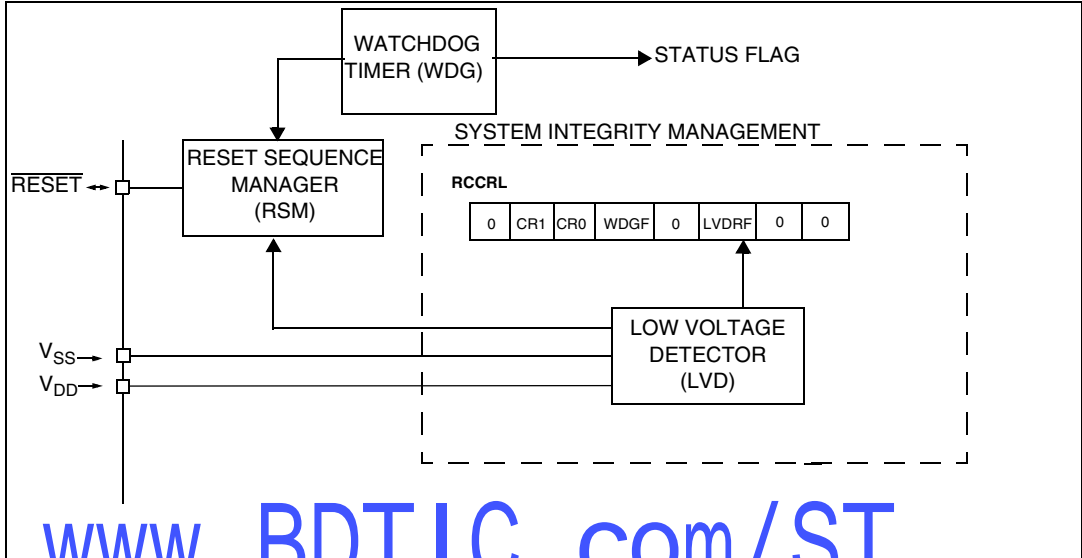 WATCHDOG
TIMER (WDG)
STATUS FLAG
SYSTEM INTEGRITY MANAGEMENT
RESET SEQUENCE
MANAGER
(RSM)
RESET
RCCRL
0 CR1 CR0 WDGF 0 LVDRF 0 0
LOW VOLTAGE
DETECTOR
(LVD)
VSS
VDD
www.BDTIC.com/ST